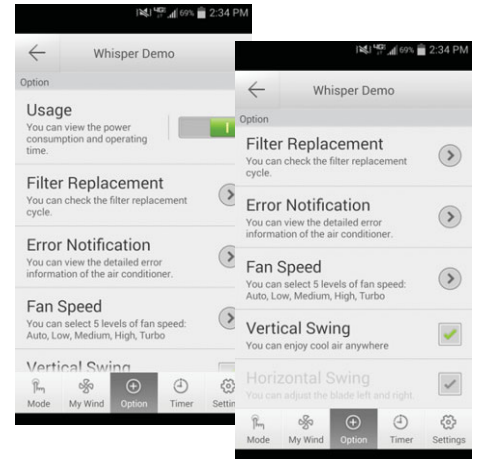 69% 2:34 PM
Whisper Demo
Option
Usage
You can view the power
consumption and operating
time.
Filter Replacement
You can check the filter replacement
cycle.
Error Notification
You can view the detailed error
information of the air conditioner.
Fan Speed
You can select 5 levels of fan speed:
Auto, Low, Medium, High, Turbo
Vertical Swing
Mode My Wind Option Timer Settin
4G 69% 2:34 PM
Whisper Demo
Option
Filter Replacement
You can check the filter replacement
cycle.
Error Notification
You can view the detailed error
information of the air conditioner.
Fan Speed
You can select 5 levels of fan speed:
Auto, Low, Medium, High, Turbo
Vertical Swing
You can enjoy cool air anywhere
Horizontal Swing
You can adjust the blade left and right.
Mode My Wind Option Timer Settings